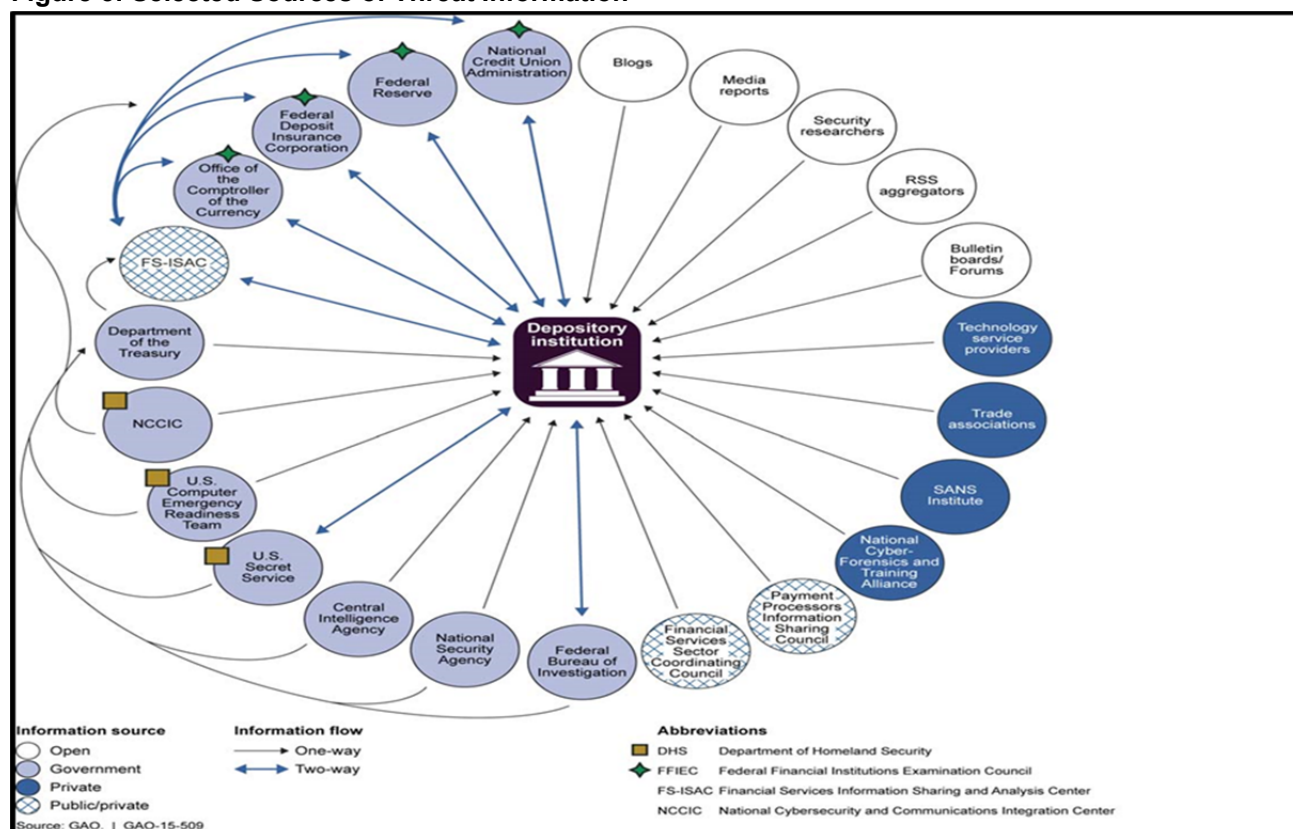 Figure 3: Selected Sources of Threat Information
National
Credit Union
Administration
Blogs
Media
reports
Security
researchers
RSS
aggregators
Bulletin
boards/
Forums
Technology
service
providers
Trade
associations
SANS
Institute
National
Cyber-
Forensics and
Training
Alliance
Payment
Processors
Information
Sharing
Council
Financial
Services
Sector
Coordinating
Council
Federal
Bureau of
Investigation
National
Security
Agency
Central
Intelligence
Agency
U.S.
Secret
Service
U.S.
Computer
Emergency
Readiness
Team
NCCIC
Department
of the
Treasury
FS-ISAC
Office of
the
Comptroller
of the
Currency
Federal
Deposit
Insurance
Corporation
Federal
Reserve
Depository
institution
Information source
Open
Government
Private
Public/private
Source: GAO. | GAO-15-509
Information flow
One-way
Two-way
Abbreviations
DHS Department of Homeland Security
FFIEC Federal Financial Institutions Examination Council
FS-ISAC Financial Services Information Sharing and Analysis Center
NCCIC National Cybersecurity and Communications Integration Center